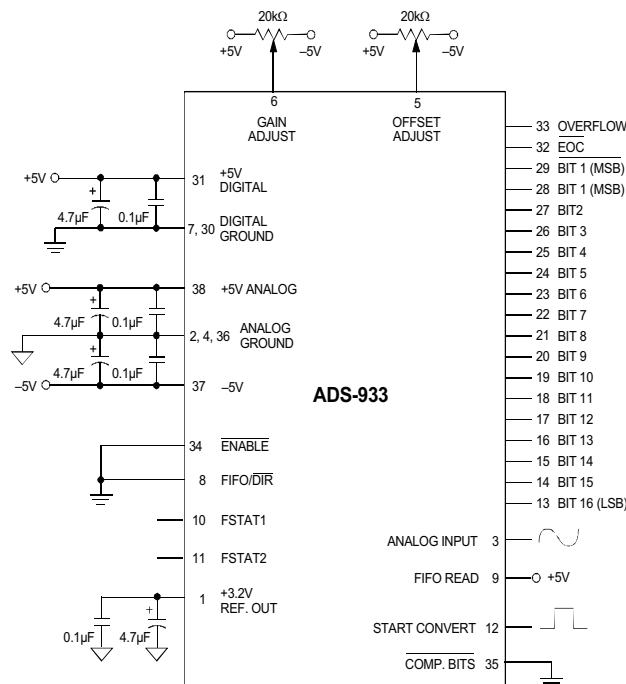 20kΩ
+5V
–5V
20kΩ
+5V
–5V
6
GAIN
ADJUST
5
OFFSET
ADJUST
+5V
+
4.7µF
0.1µF
31
+5V
DIGITAL
7, 30
DIGITAL
GROUND
+5V
38
+5V ANALOG
+
4.7µF
0.1µF
2, 4, 36
ANALOG
GROUND
+
4.7µF
0.1µF
–5V
37
–5V
ADS-933
34
ENABLE
8
FIFO/DIR
10
FSTAT1
11
FSTAT2
1
+3.2V
REF. OUT
0.1µF
+
4.7µF
33 OVERFLOW
32 EOC
29 BIT 1 (MSB)
28 BIT 1 (MSB)
27 BIT2
26 BIT 3
25 BIT 4
24 BIT 5
23 BIT 6
22 BIT 7
21 BIT 8
20 BIT 9
19 BIT 10
18 BIT 11
17 BIT 12
16 BIT 13
15 BIT 14
14 BIT 15
13 BIT 16 (LSB)
ANALOG INPUT 3
FIFO READ 9
+5V
START CONVERT 12
COMP. BITS 35